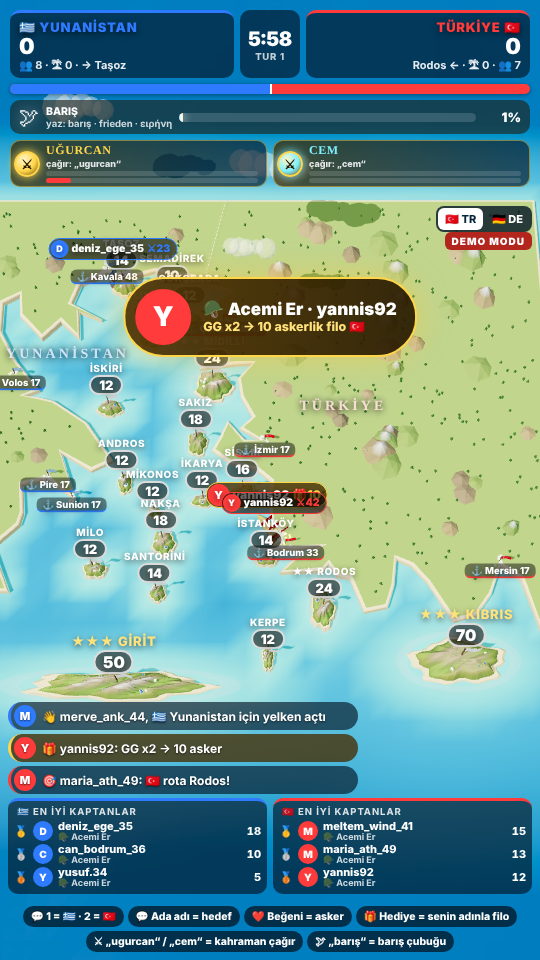 YUNANİSTAN
0
8 · 0 · → Taşoz
5:58
TUR 1
TÜRKİYE
0
Rodos ← · 0 · 7
BARIŞ
yaz: barış · frieden · ειρήνη
1%
UĞURCAN
çağır: „ugurcan“
CEM
çağır: „cem“
TR
DE
DEMO MODU
D deniz_ege_35 ×23
14
SEMADİREK
Kavala 48
Y
Acemi Er · yannis92
GG x2 → 10 askerlik filo
YUNANİSTAN
24
İSKİRİ
12
Volos 17
TÜRKİYE
SAKIZ
18
ANDROS
12
İzmir 17
16
İKARYA
12
MİKONOS
12
Pire 17
Sunion 17
NAKŞA
18
Y yannis92 ×42
İSTANKÖY
14
Bodrum 33
MİLO
12
SANTORİNİ
14
★★ RODOS
24
Mersin 17
★★★ KIBRIS
70
KERPE
12
★★★ GİRİT
50
M merve_ank_44, Yunanistan için yelken açtı
Y yannis92: GG x2 → 10 asker
M maria_ath_49: rota Rodos!
EN İYİ KAPTANLAR
D deniz_ege_35 18
Acemi Er
C can_bodrum_36 10
Acemi Er
Y yusuf.34 5
Acemi Er
EN İYİ KAPTANLAR
M meltem_wind_41 15
Acemi Er
M maria_ath_49 13
Acemi Er
Y yannis92 12
Acemi Er
1 = · 2 =
Ada adı = hedef
Beğeni = asker
Hediye = senin adınla filo
„ugurcan“ / „cem“ = kahraman çağır
„barış“ = barış çubuğu